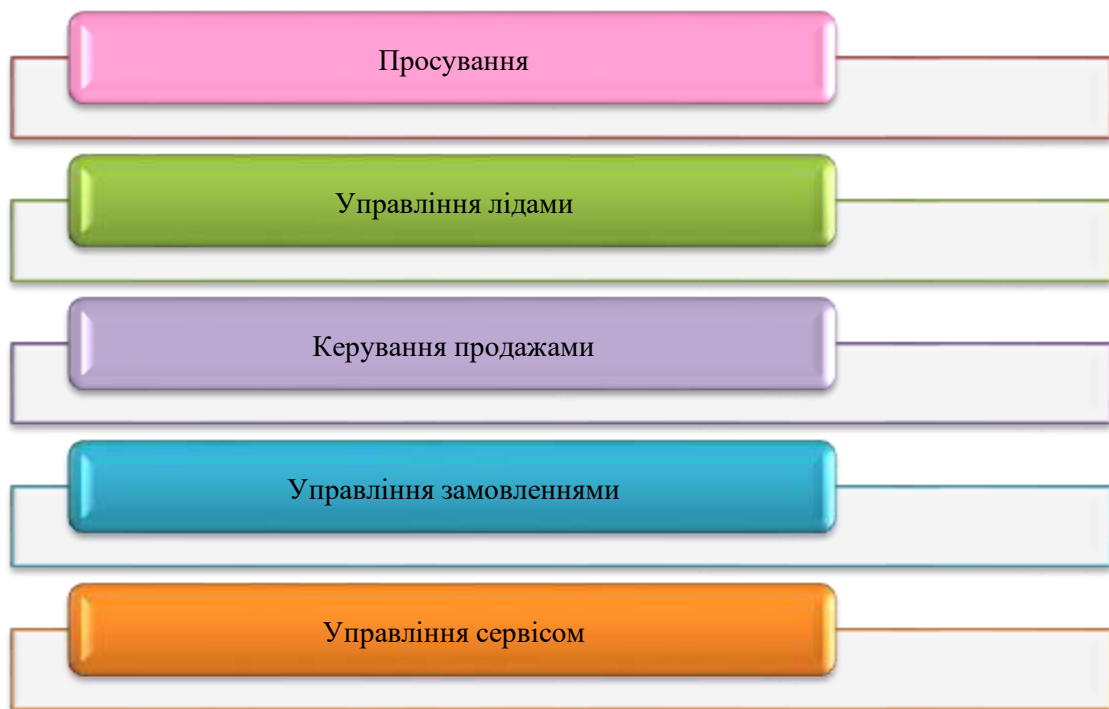 Просування
Управління лідами
Керування продажами
Управління замовленнями
Управління сервісом